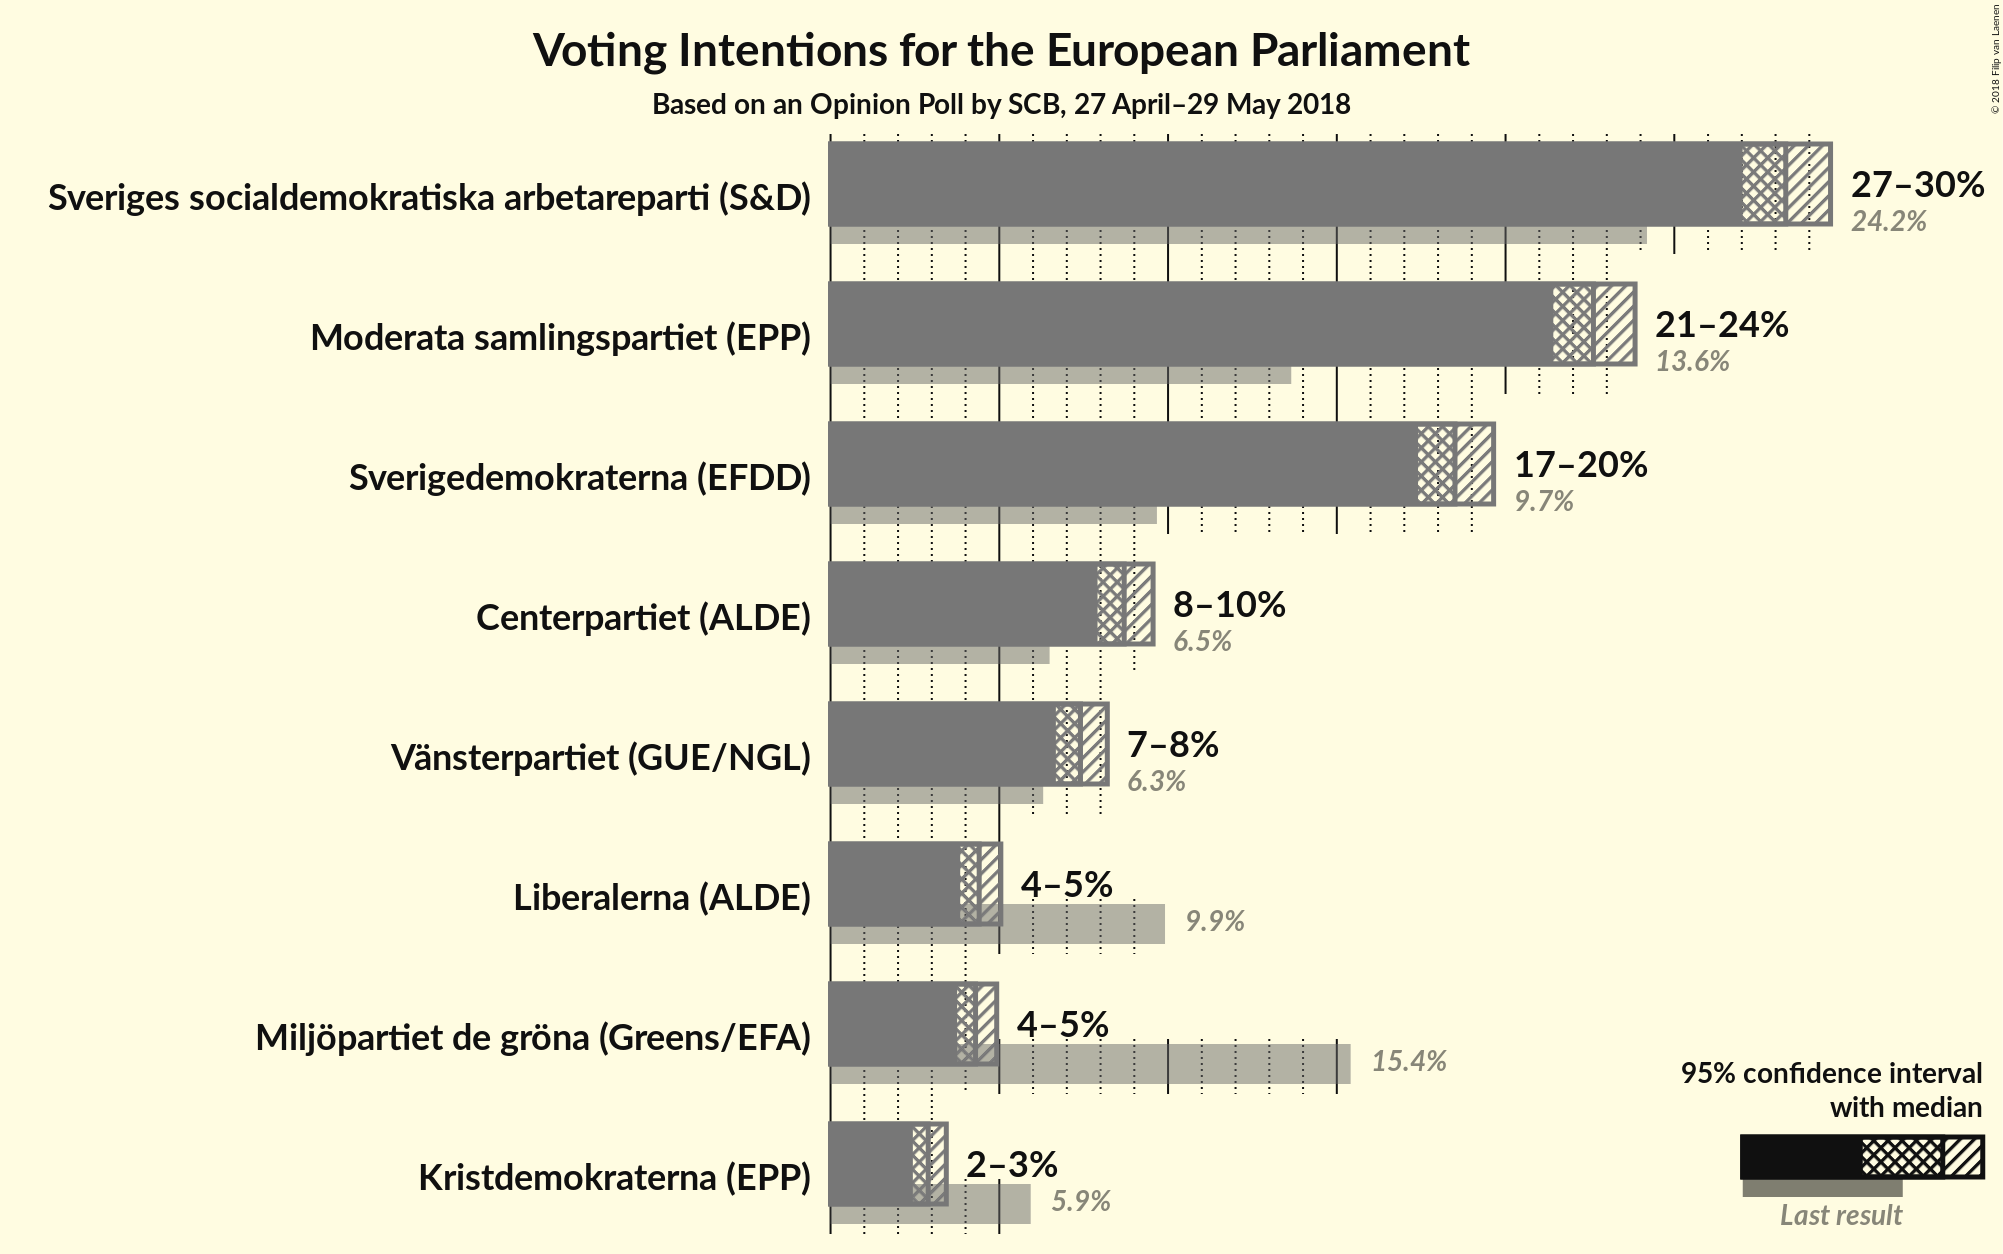 Voting Intentions for the European Parliament
Based on an Opinion Poll by SCB, 27 April–29 May 2018
© 2018 Filip van Laenen
Sveriges socialdemokratiska arbetareparti (S&D)
27–30%
24.2%
Moderata samlingspartiet (EPP)
21–24%
13.6%
Sverigedemokraterna (EFDD)
17–20%
9.7%
Centerpartiet (ALDE)
8–10%
6.5%
Vänsterpartiet (GUE/NGL)
7–8%
6.3%
Liberalerna (ALDE)
4–5%
9.9%
Miljöpartiet de gröna (Greens/EFA)
4–5%
15.4%
Kristdemokraterna (EPP)
2–3%
5.9%
95% confidence interval
with median
Last result